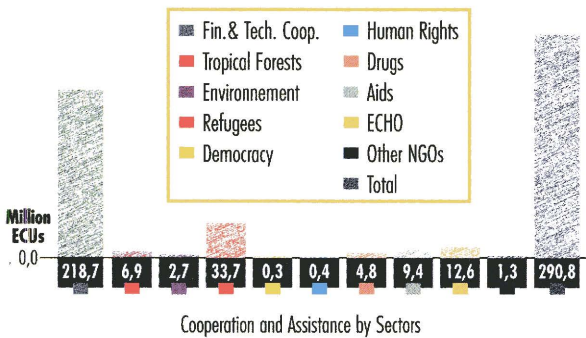 Fin.& Tech. Coop.
Human Rights
Tropical Forests
Drugs
Environnement
Aids
Refugees
ECHO
Democracy
Other NGOs
Total
Million
ECUs
0,0
218,7 6,9 2,7 33,7 0,3 0,4 4,8 9,4 12,6 1,3 290,8
Cooperation and Assistance by Sectors